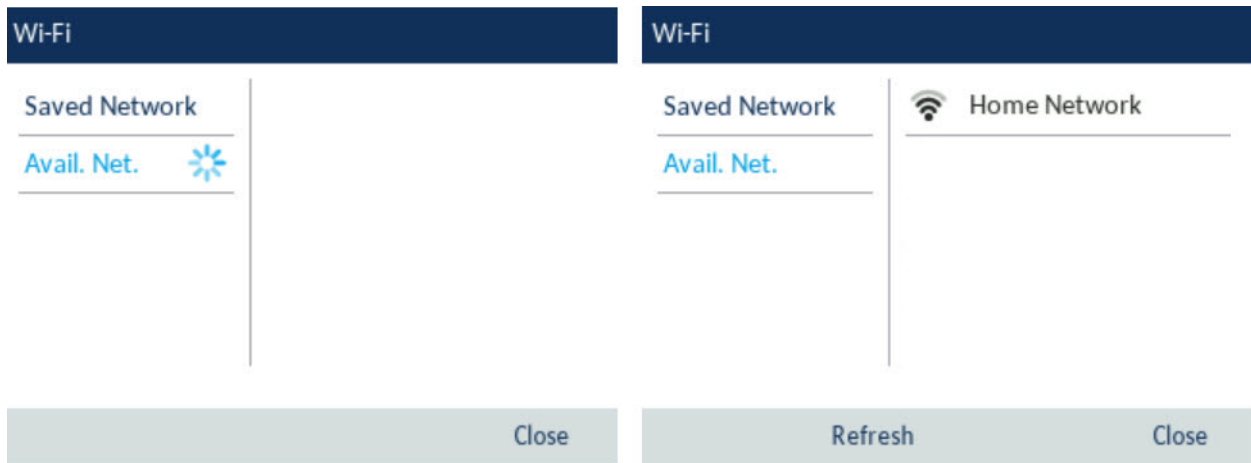 Wi-Fi
Saved Network
Avail. Net.
Close
Wi-Fi
Saved Network
Home Network
Avail. Net.
Refresh
Close